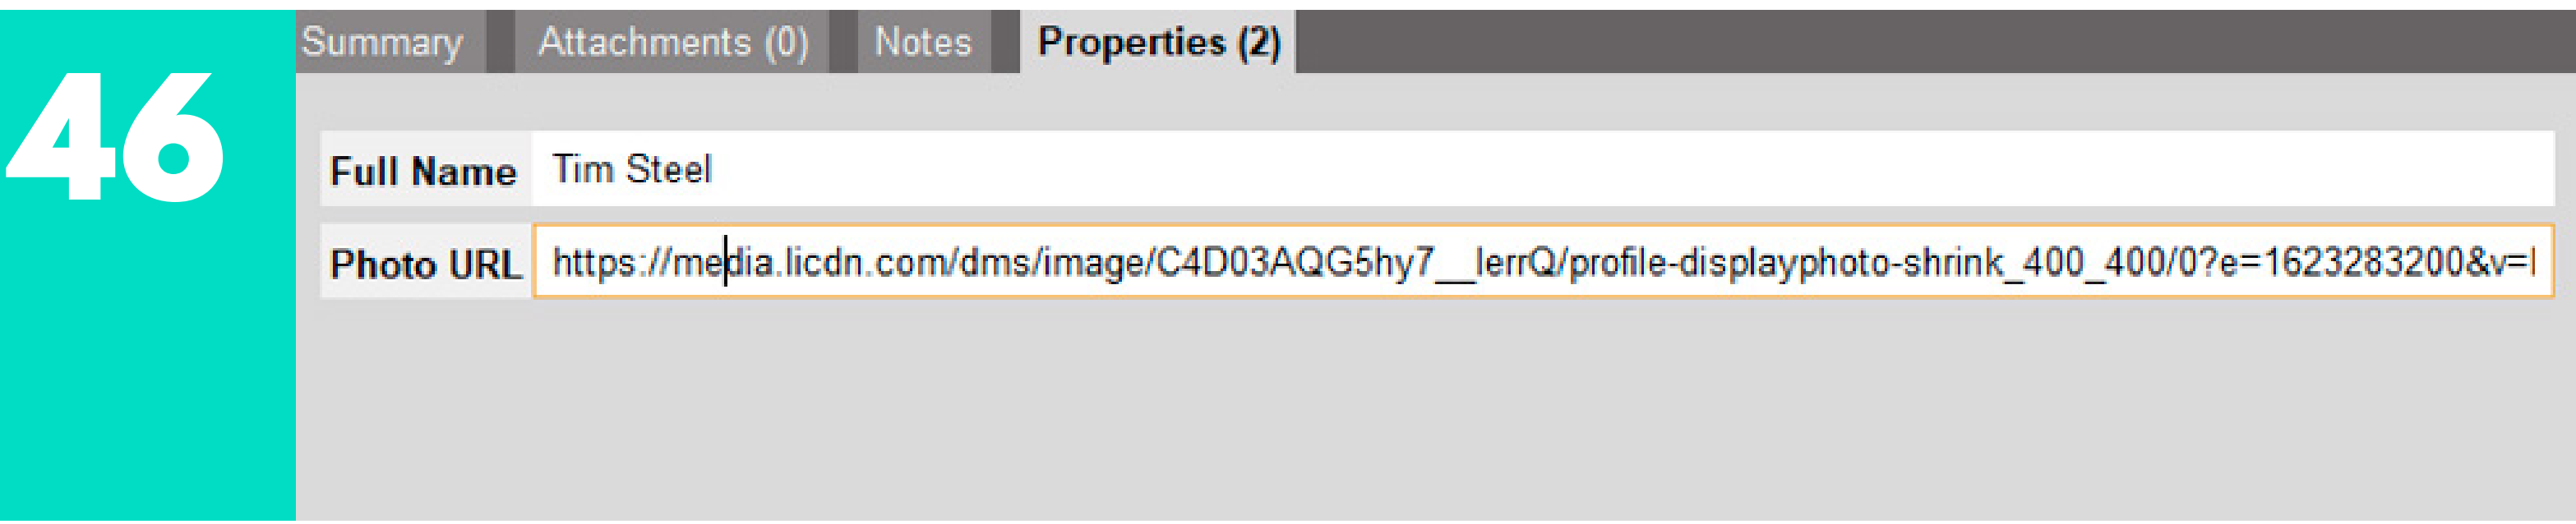 46
Summary Attachments (0) Notes Properties (2)
Full Name Tim Steel
Photo URL https://media.licdn.com/dms/image/C4D03AQG5hy7__lerrQ/profile-displayphoto-shrink_400_400/0?e=1623283200&v=